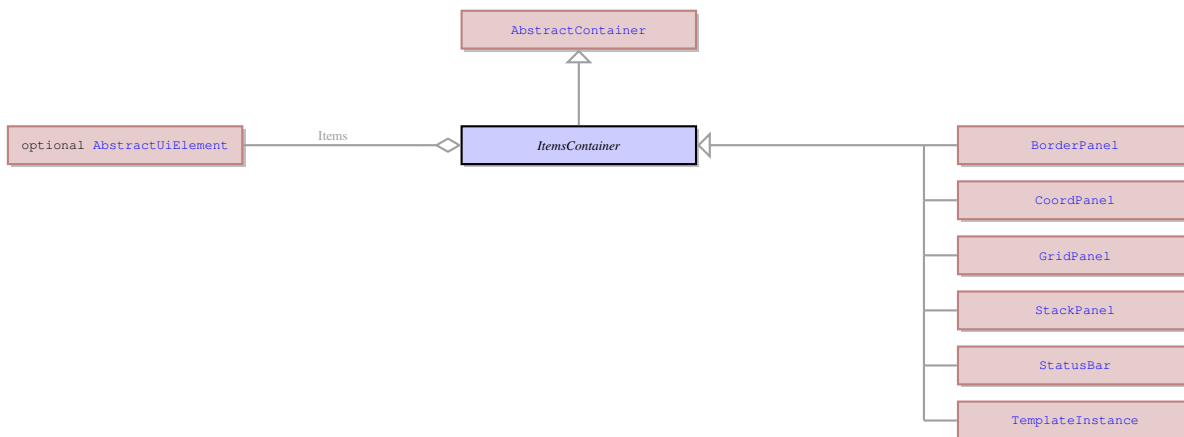 AbstractContainer
Items
optional AbstractUiElement
ItemsContainer
BorderPanel
CoordPanel
GridPanel
StackPanel
StatusBar
TemplateInstance